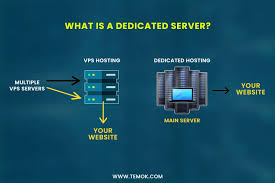 WHAT IS A DEDICATED SERVER?
VPS HOSTING
DEDICATED HOSTING
MULTIPLE
VPS SERVERS
YOUR
WEBSITE
MAIN SERVER
YOUR
WEBSITE
WWW.TEMOK.COM